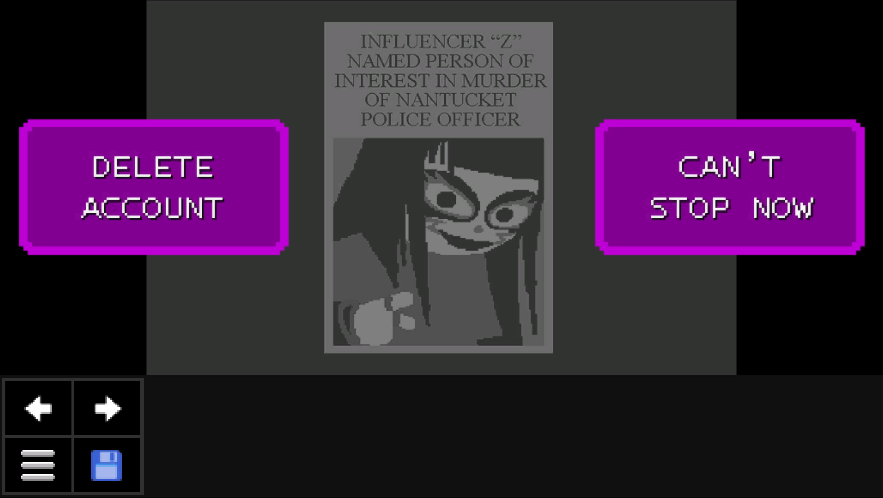 INFLUENCER “Z”
NAMED PERSON OF
INTEREST IN MURDER
OF NANTUCKET
POLICE OFFICER
DELETE
ACCOUNT
CAN'T
STOP NOW